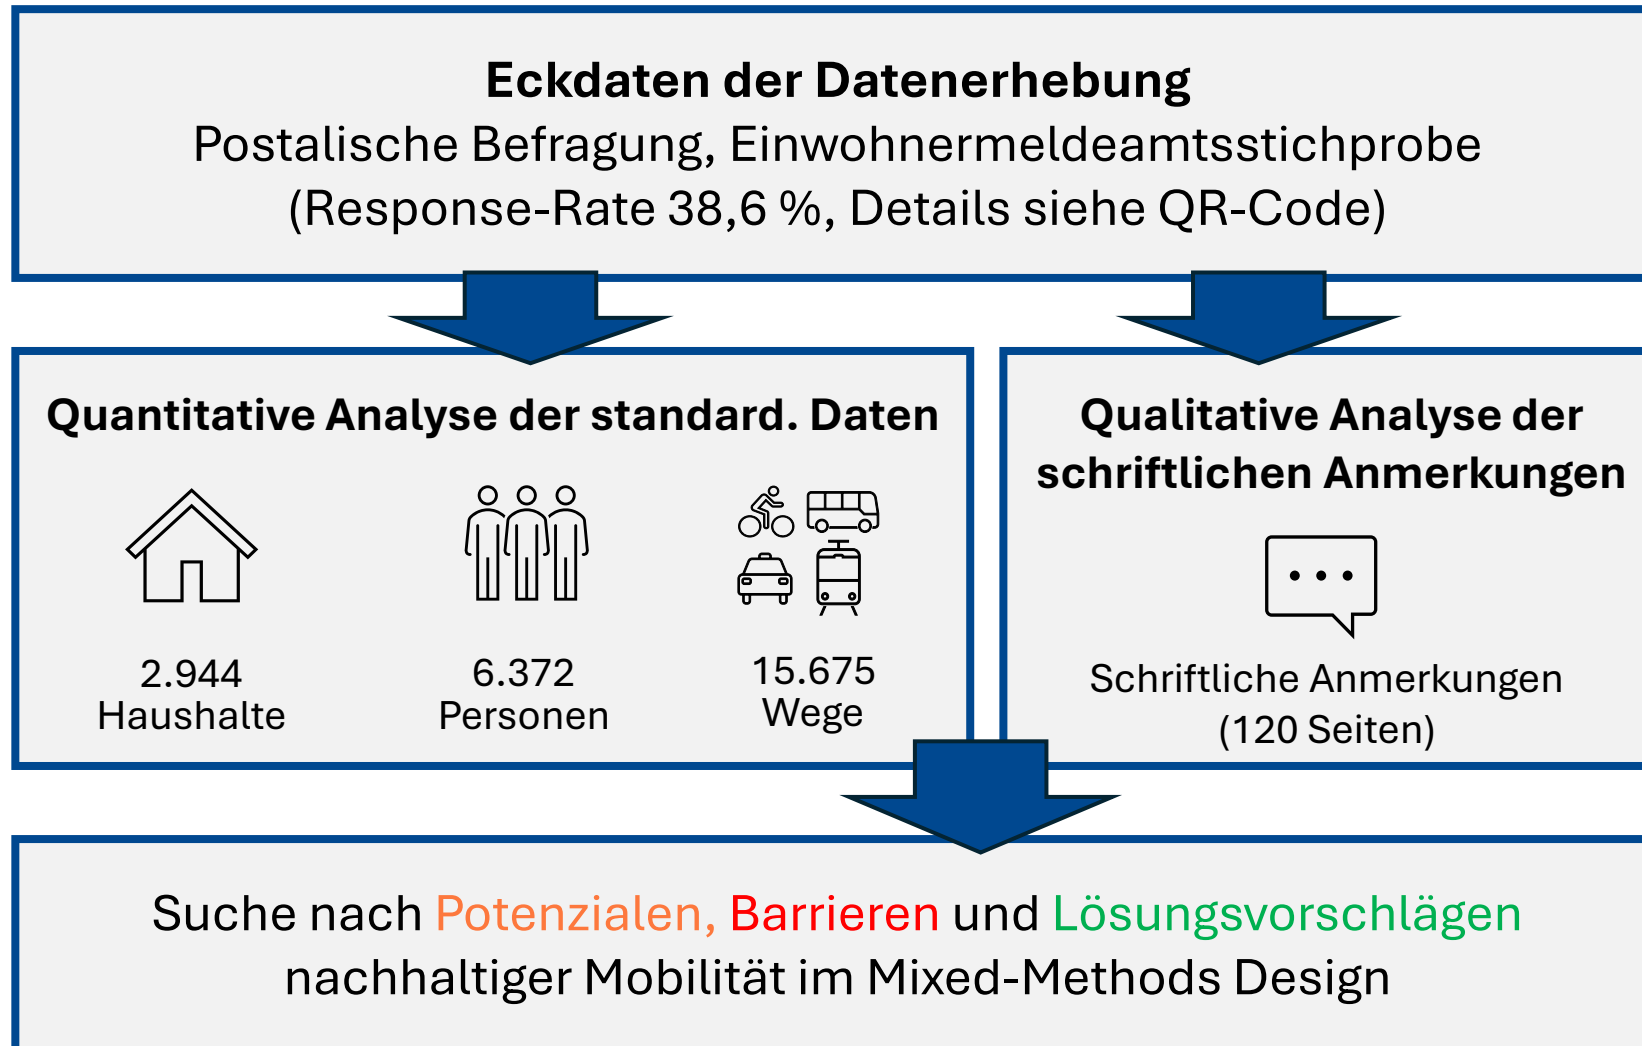 Eckdaten der Datenerhebung
Postalische Befragung, Einwohnermeldeamtsstichprobe
(Response-Rate 38,6 %, Details siehe QR-Code)
Quantitative Analyse der standard. Daten
2.944
Haushalte
6.372
Personen
15.675
Wege
Qualitative Analyse der
schriftlichen Anmerkungen
Schriftliche Anmerkungen
(120 Seiten)
Suche nach Potenzialen, Barrieren und Lösungsvorschlägen
nachhaltiger Mobilität im Mixed-Methods Design